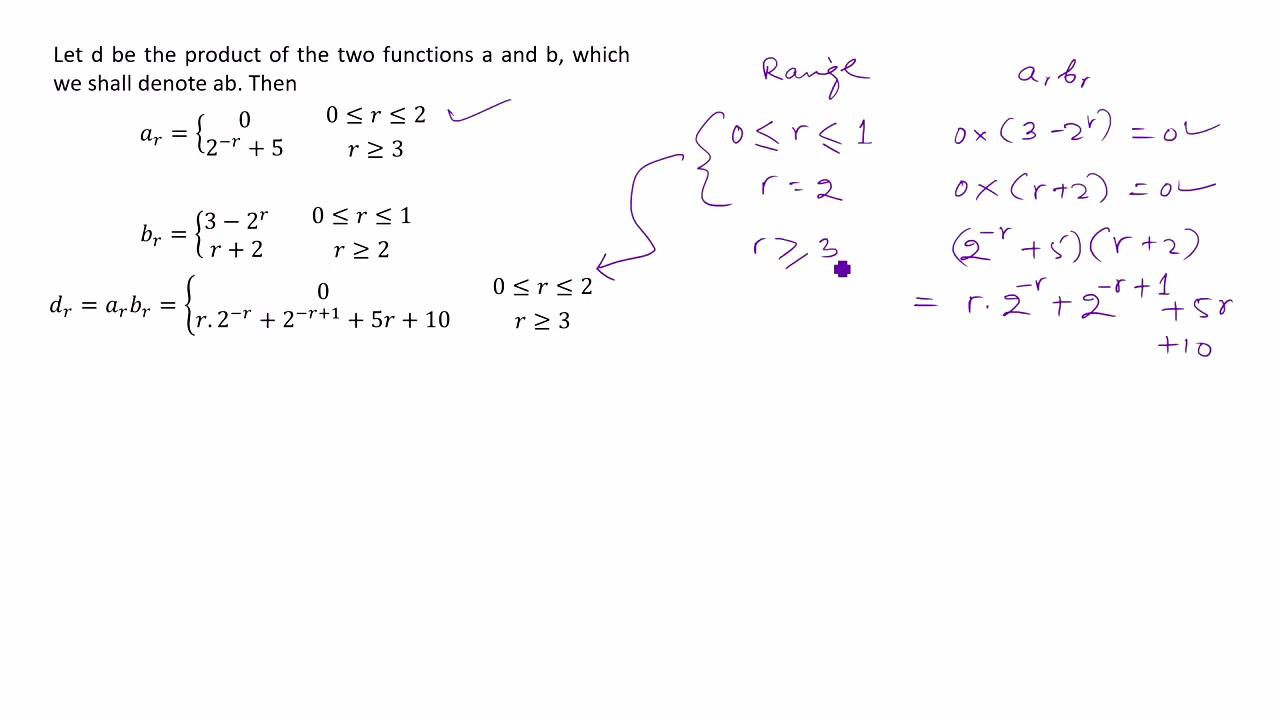 Let d be the product of the two functions a and b, which
we shall denote ab. Then
a_r = { 0    0 ≤ r ≤ 2
2^{-r} + 5    r ≥ 3
b_r = { 3 − 2^r    0 ≤ r ≤ 1
r + 2    r ≥ 2
d_r = a_r b_r = { 0    0 ≤ r ≤ 2
r. 2^{-r} + 2^{-r+1} + 5r + 10    r ≥ 3
Range    a_r b_r
0 ≤ r ≤ 1    0 × (3 − 2^r) = 0 ✓
r = 2    0 × (r + 2) = 0 ✓
r ≥ 3    (2^{-r} + 5)(r + 2)
= r. 2^{-r} + 2^{-r+1} + 5r
+10